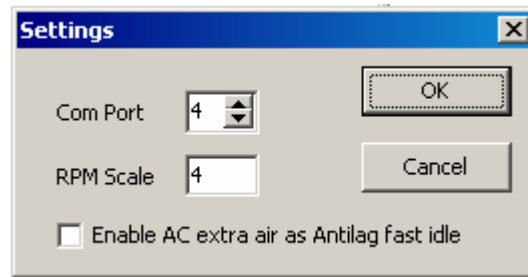 Settings
Com Port 4 OK
RPM Scale 4 Cancel
Enable AC extra air as Antilag fast idle